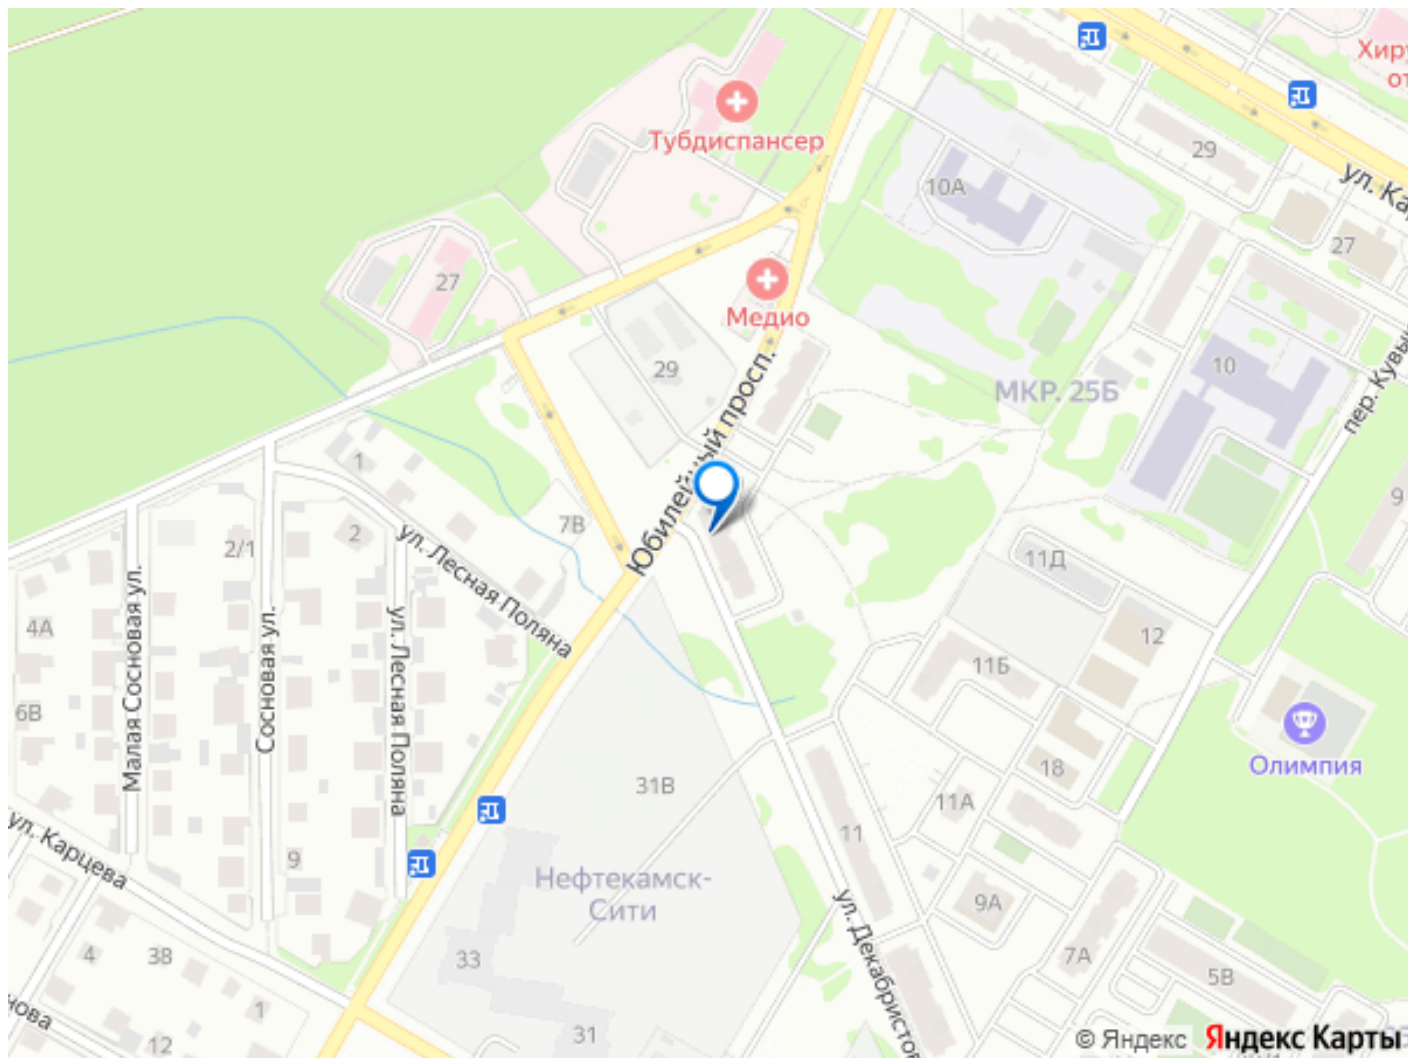 Хиру
от
Тубдиспансер
29
ул. Ка
10А
27
27
Медио
29
10
МКР. 25Б
Юбилейный просп.
пер. Кувы
9
1
7В
2
2/1
ул. Лесная Поляна
11Д
4А
Малая Сосновая ул.
Сосновая ул.
ул. Лесная Поляна
12
11Б
6В
Олимпия
18
31В
11А
11
ул. Карцева
9
Нефтекамск-
Сити
9А
ул. Декабристов
4
3В
33
7А
5В
1
нова
12
31
© Яндекс Яндекс Карты